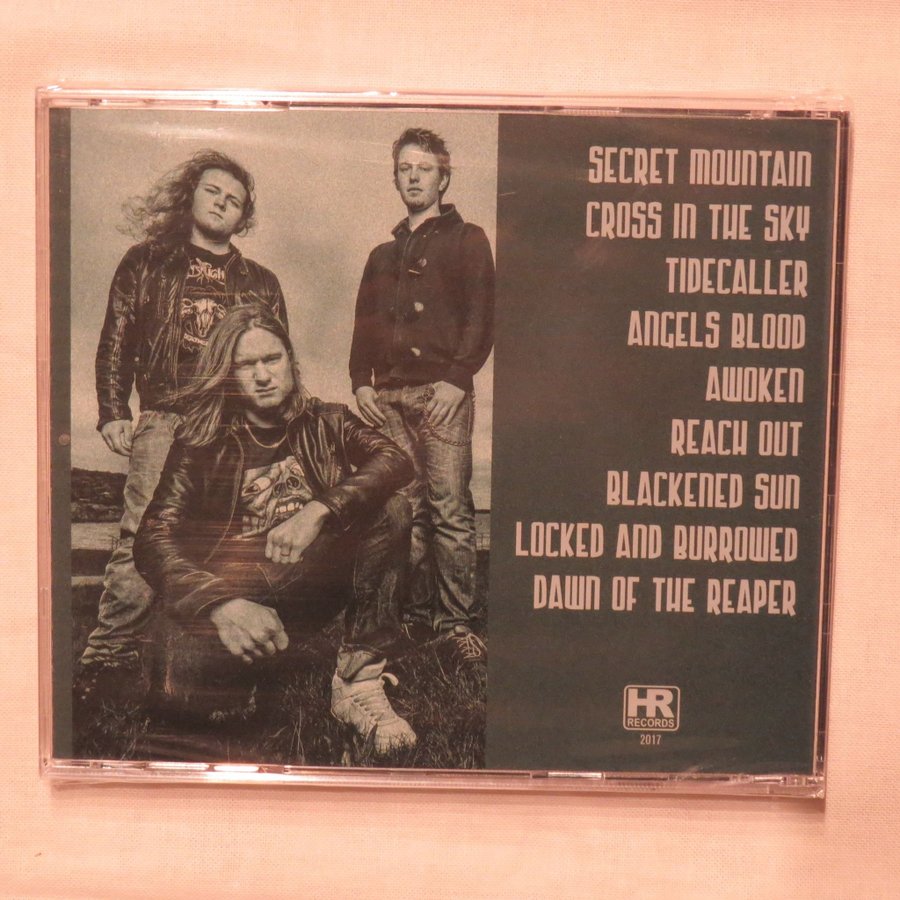 SECRET MOUNTAIN
CROSS IN THE SKY
TIDECALLER
ANGELS BLOOD
AWOKEN
REACH OUT
BLACKENED SUN
LOCKED AND BURROWED
DAWN OF THE REAPER
HR
RECORDS
2017